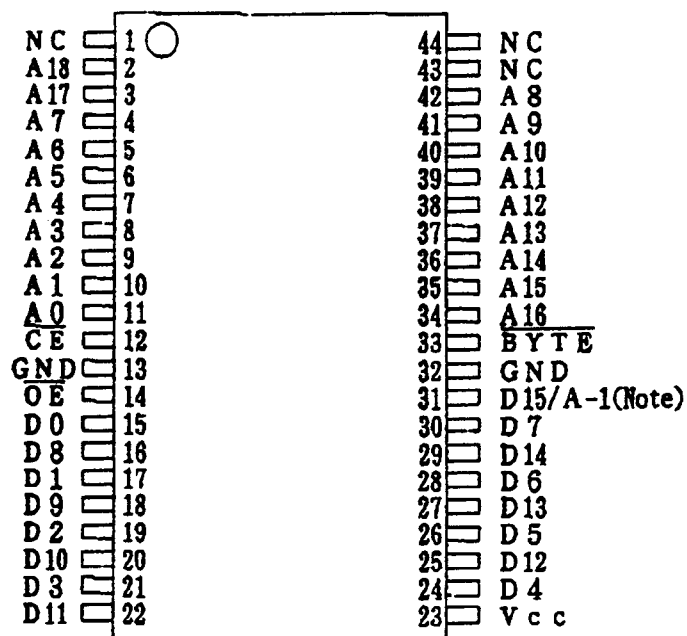 NC 1 44 NC
A18 2 43 NC
A17 3 42 A8
A7 4 41 A9
A6 5 40 A10
A5 6 39 A11
A4 7 38 A12
A3 8 37 A13
A2 9 36 A14
A1 10 35 A15
A0 11 34 A16
CE 12 33 BYTE
GND 13 32 GND
OE 14 31 D15/A-1(Note)
D0 15 30 D7
D8 16 29 D14
D1 17 28 D6
D9 18 27 D13
D2 19 26 D5
D10 20 25 D12
D3 21 24 D4
D11 22 23 Vcc